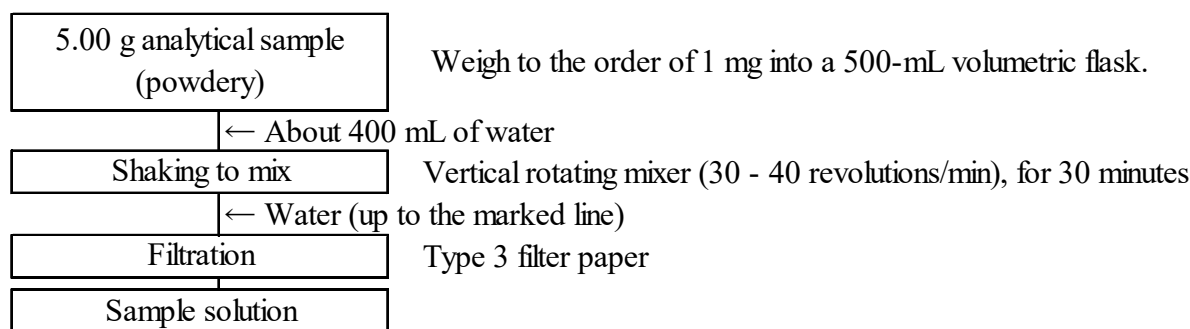 5.00 g analytical sample
(powdery)
Weigh to the order of 1 mg into a 500-mL volumetric flask.
← About 400 mL of water
Shaking to mix
Vertical rotating mixer (30 - 40 revolutions/min), for 30 minutes
← Water (up to the marked line)
Filtration
Type 3 filter paper
Sample solution